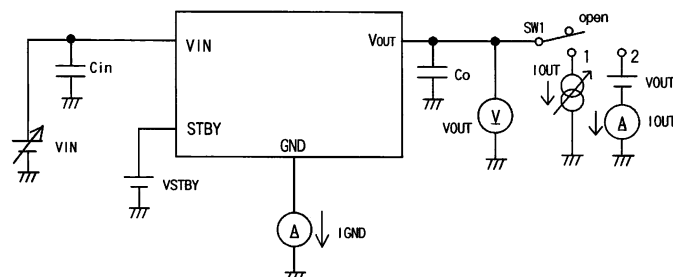 open
SW1
VIN
VOUT
1
2
Cin
Co
IOUT
VOUT
V
VOUT
A
IOUT
STBY
GND
VIN
VSTBY
A
IGND